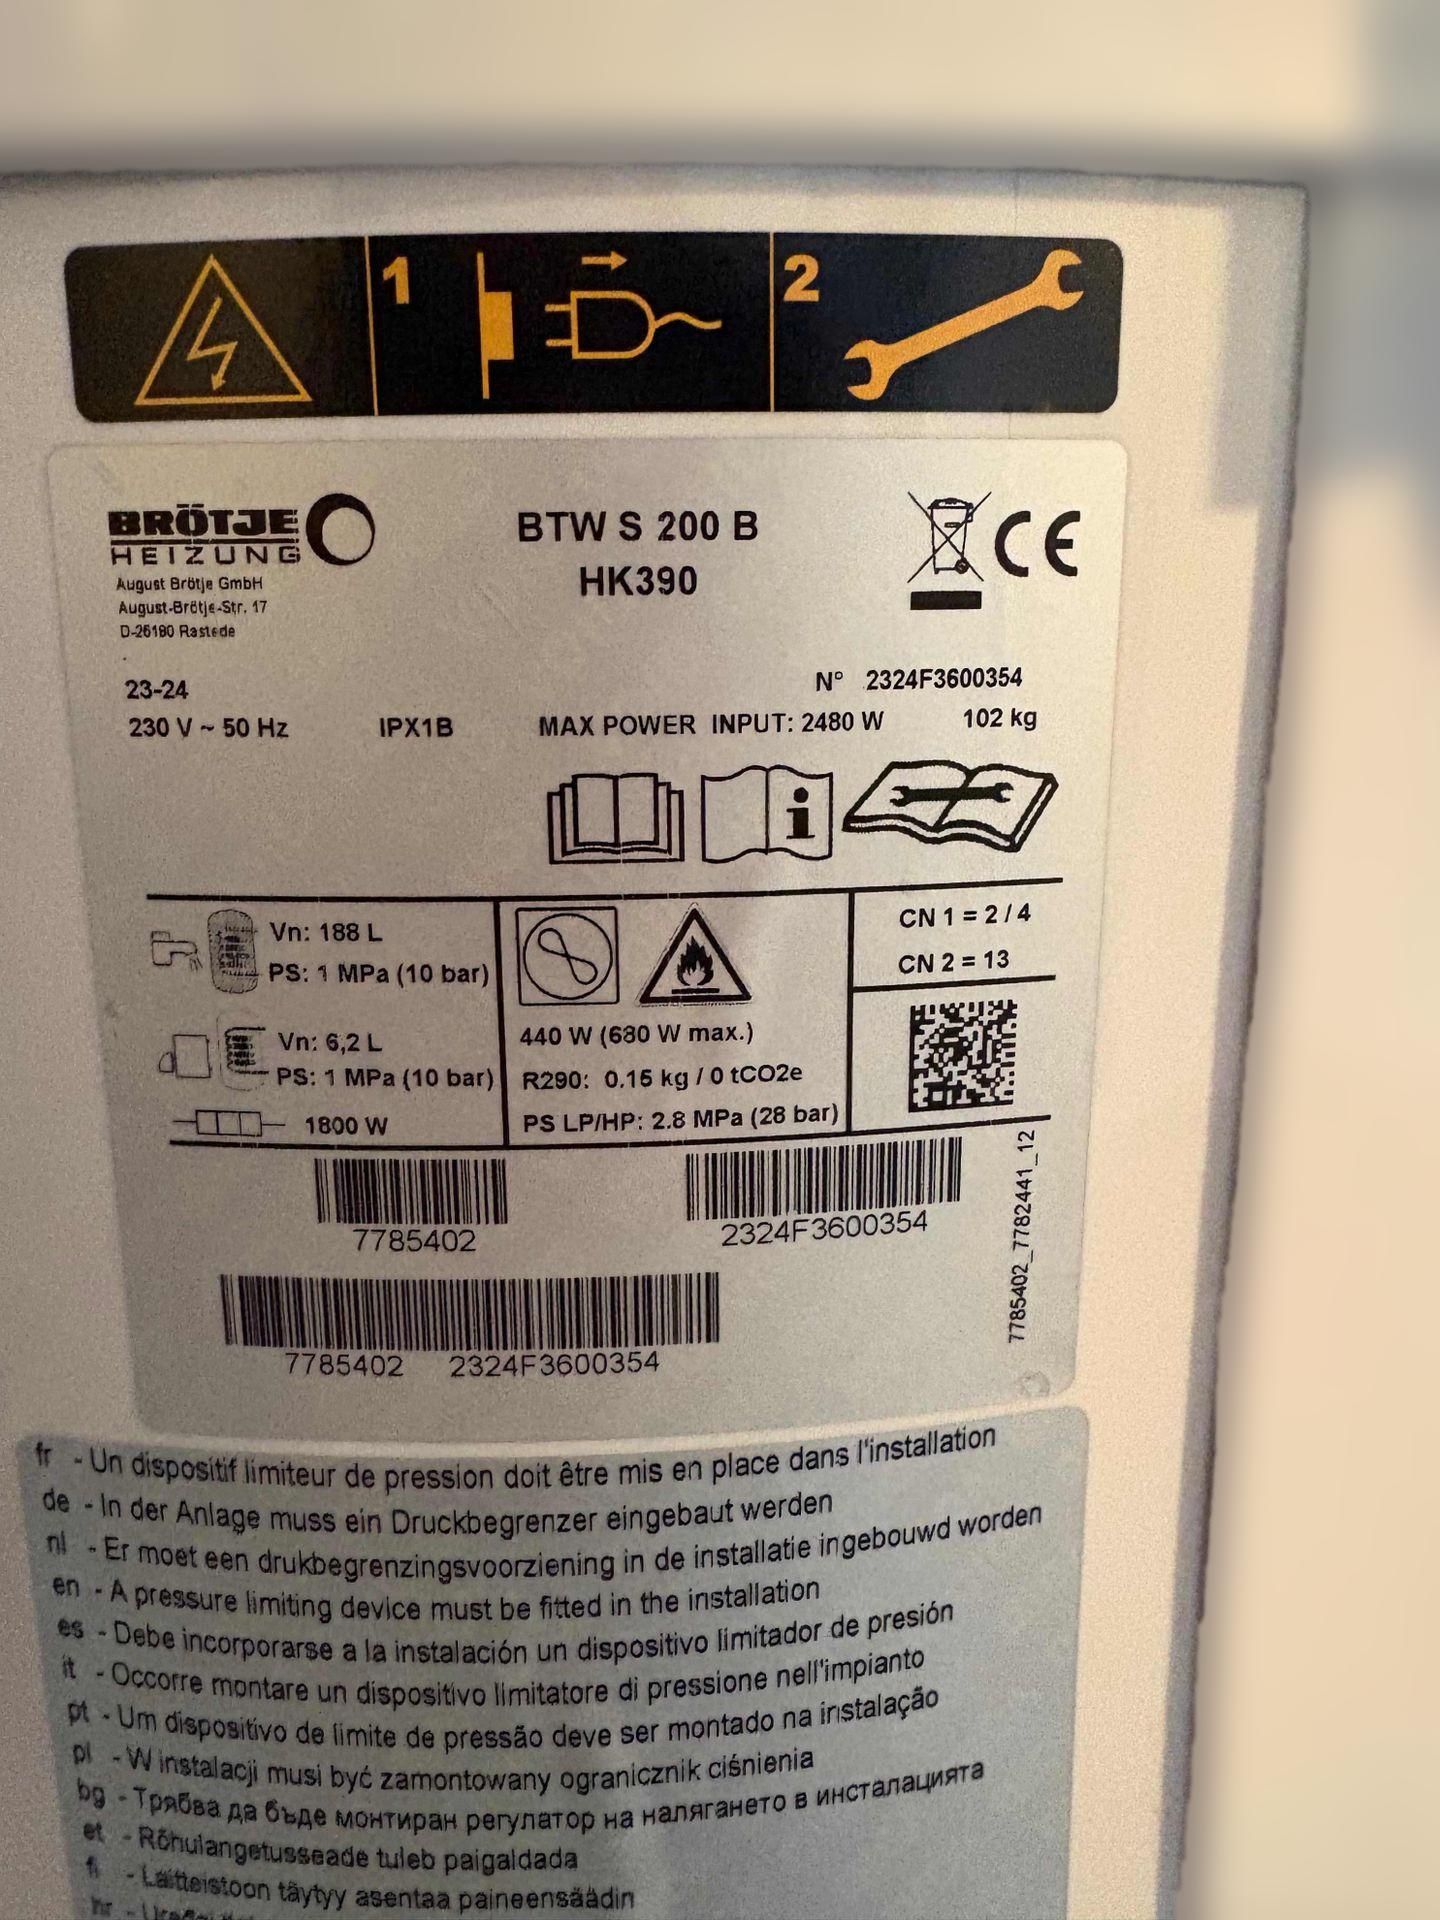 1
2
BRÖTJE
HEIZUNG
August Brötje GmbH
August-Brötje-Str. 17
D-26180 Rastede
BTW S 200 B
HK390
CE
23-24
N° 2324F3600354
230 V ~ 50 Hz IPX1B MAX POWER INPUT: 2480 W 102 kg
i
Vn: 188 L
PS: 1 MPa (10 bar)
Vn: 6,2 L
PS: 1 MPa (10 bar)
1800 W
440 W (680 W max.)
R290: 0.15 kg / 0 tCO2e
PS LP/HP: 2.8 MPa (28 bar)
CN 1 = 2 / 4
CN 2 = 13
7785402
2324F3600354
7785402 2324F3600354
7785402_7782441_12
fr - Un dispositif limiteur de pression doit être mis en place dans l'installation
de - In der Anlage muss ein Druckbegrenzer eingebaut werden
nl - Er moet een drukbegrenzingsvoorziening in de installatie ingebouwd worden
en - A pressure limiting device must be fitted in the installation
es - Debe incorporarse a la instalación un dispositivo limitador de presión
it - Occorre montare un dispositivo limitatore di pressione nell'impianto
pt - Um dispositivo de limite de pressão deve ser montado na instalação
pl - W instalacji musi być zamontowany ogranicznik ciśnienia
bg - Трябва да бъде монтиран регулатор на налягането в инсталацията
et - Rõhulangetusseade tuleb paigaldada
fi - Laitteistoon täytyy asentaa paineensäädin
hr -